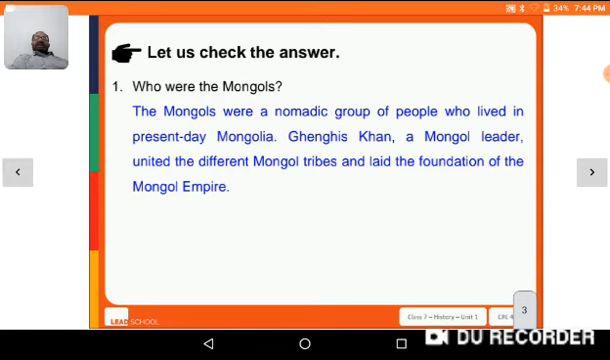 34% 7:44 PM
Let us check the answer.
1. Who were the Mongols?
The Mongols were a nomadic group of people who lived in
present-day Mongolia. Ghenghis Khan, a Mongol leader,
united the different Mongol tribes and laid the foundation of the
Mongol Empire.
LEAD SCHOOL
Class 7 – History – Unit 1
3
DU RECORDER